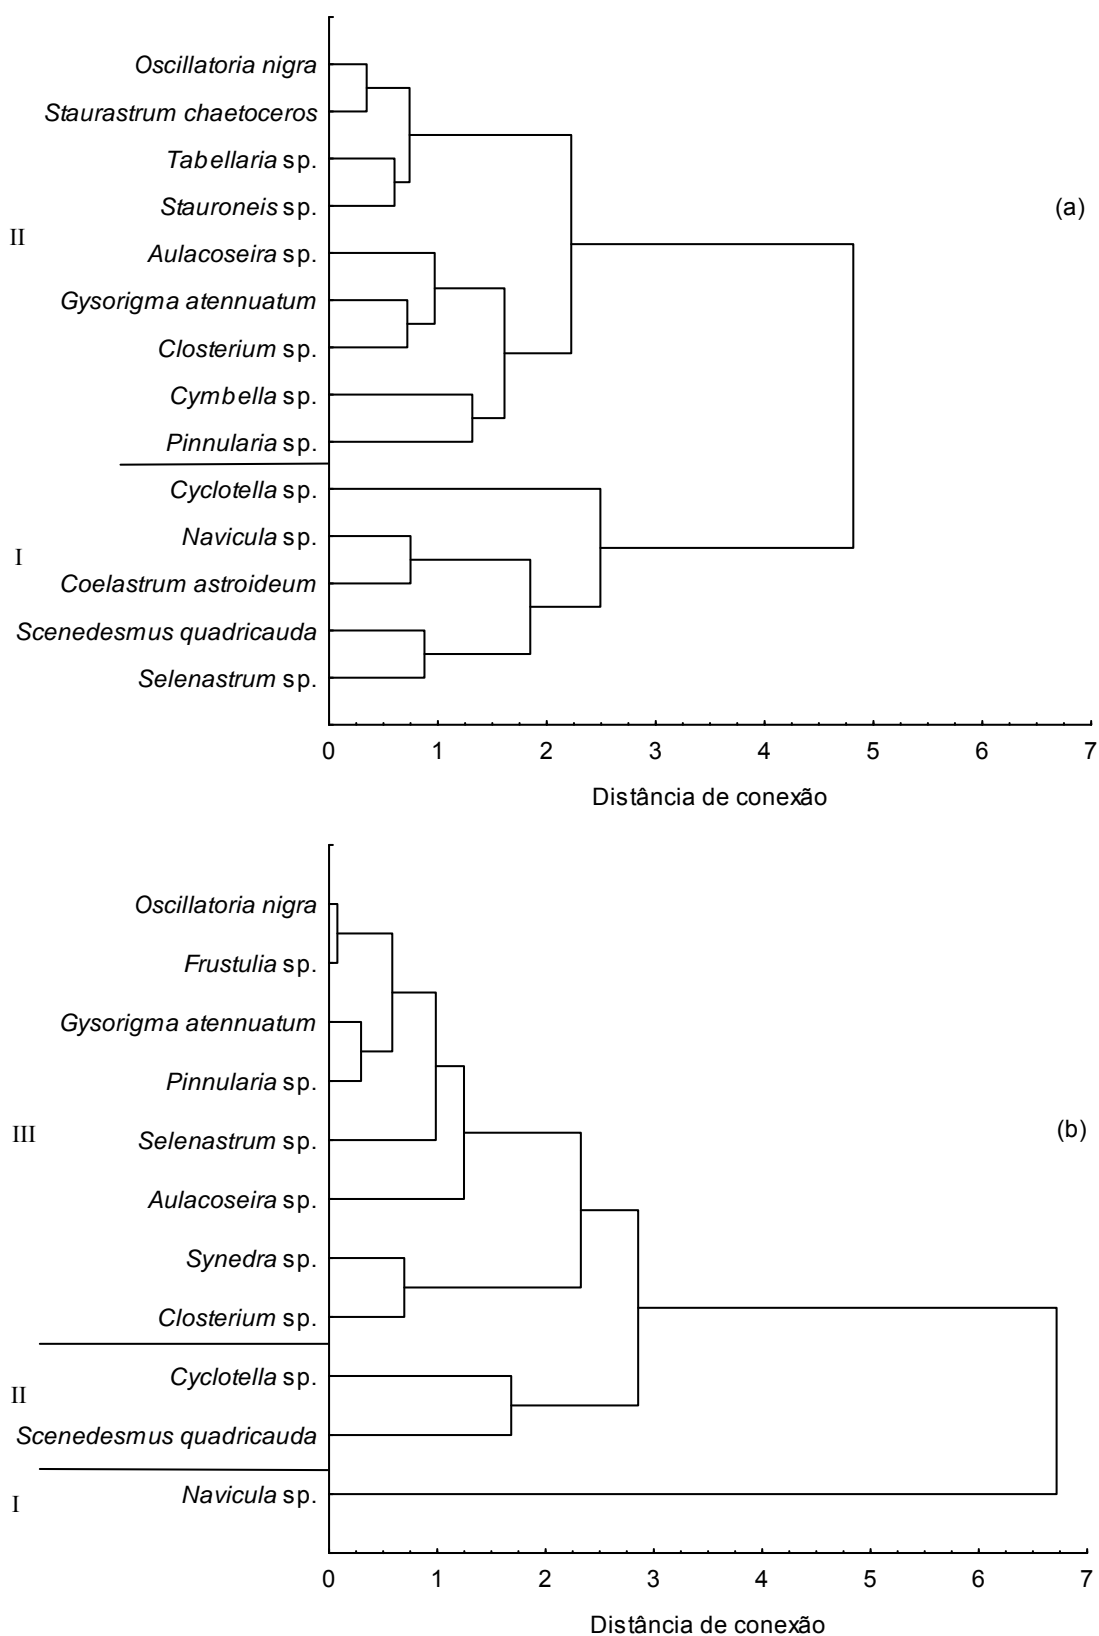 Oscillatoria nigra
Staurastrum chaetoceros
Tabellaria sp.
Stauroneis sp.
(a)
II
Aulacoseira sp.
Gysorigma atennuatum
Closterium sp.
Cymbella sp.
Pinnularia sp.
Cyclotella sp.
Navicula sp.
I
Coelastrum astroideum
Scenedesmus quadricauda
Selenastrum sp.
0 1 2 3 4 5 6 7
Distância de conexão
Oscillatoria nigra
Frustulia sp.
Gysorigma atennuatum
Pinnularia sp.
III
(b)
Selenastrum sp.
Aulacoseira sp.
Synedra sp.
Closterium sp.
Cyclotella sp.
II
Scenedesmus quadricauda
Navicula sp.
I
0 1 2 3 4 5 6 7
Distância de conexão